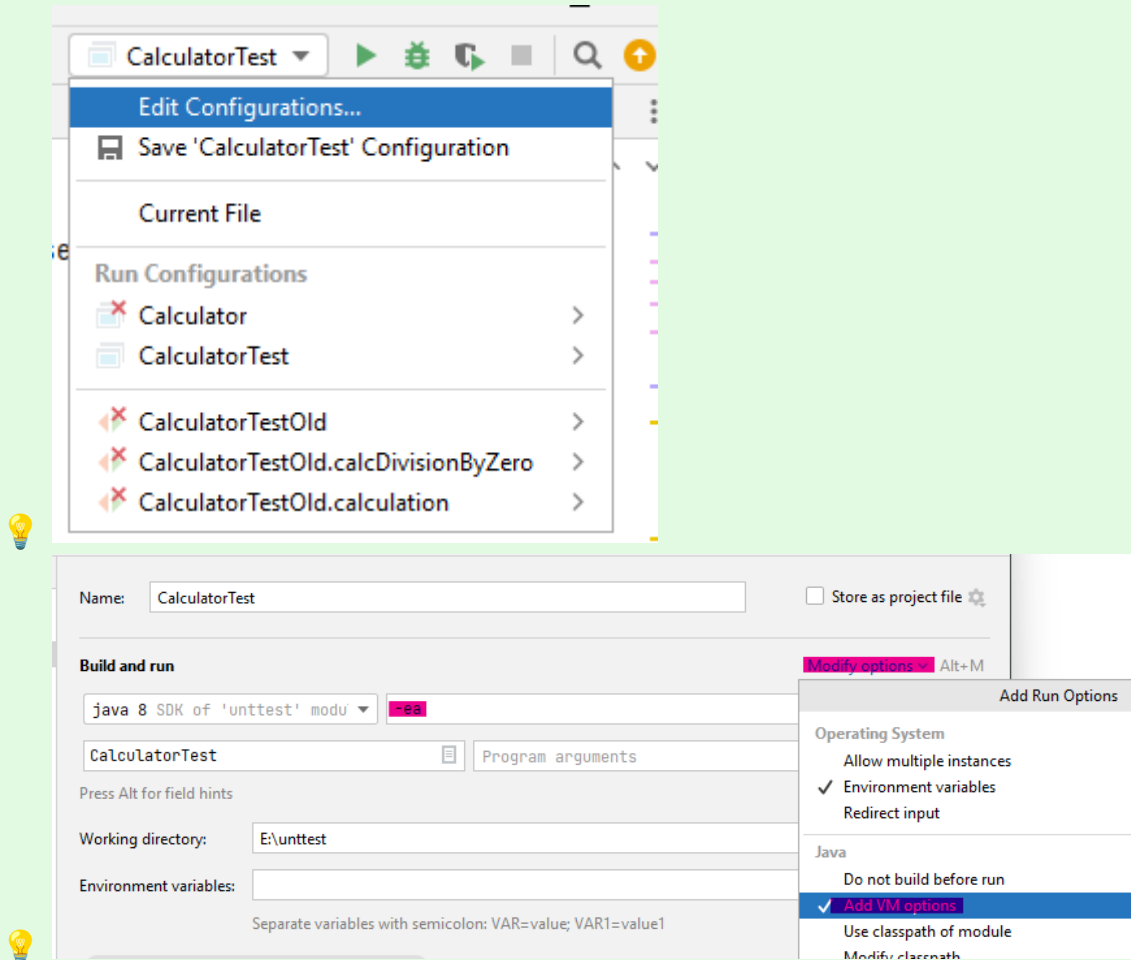 CalculatorTest
Edit Configurations...
Save 'CalculatorTest' Configuration
Current File
se
Run Configurations
Calculator
CalculatorTest
CalculatorTestOld
CalculatorTestOld.calcDivisionByZero
CalculatorTestOld.calculation
Name: CalculatorTest Store as project file
Build and run Modify options Alt+M
Add Run Options
java 8 SDK of 'unttest' modu -ea
Operating System
CalculatorTest Program arguments
Allow multiple instances
Press Alt for field hints
Environment variables
Redirect input
Working directory: E:\unttest
Java
Do not build before run
Environment variables:
Add VM options
Separate variables with semicolon: VAR=value; VAR1=value1
Use classpath of module
Modify classpath